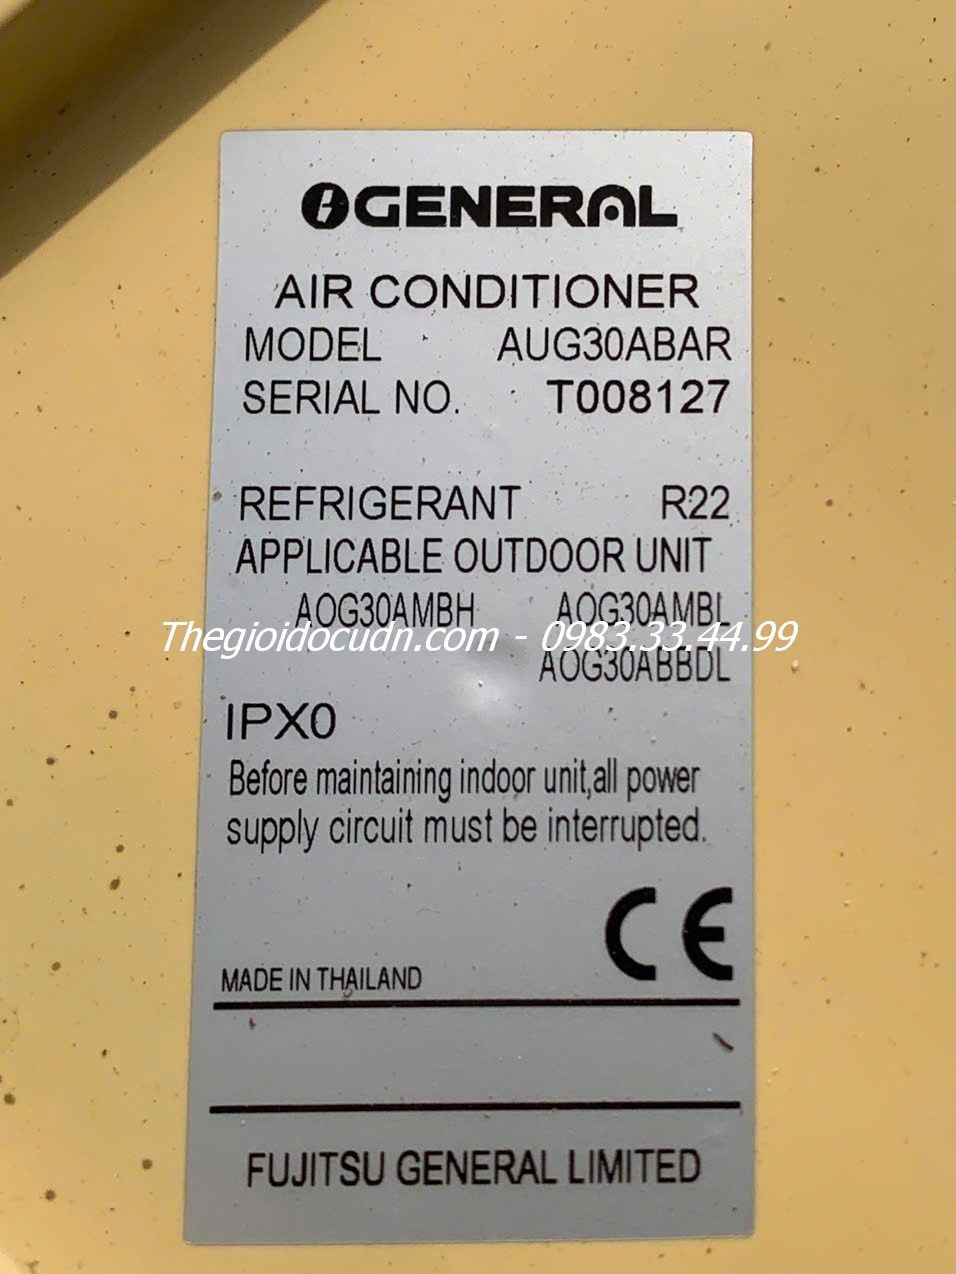 GENERAL
AIR CONDITIONER
MODEL AUG30ABAR
SERIAL NO. T008127
REFRIGERANT R22
APPLICABLE OUTDOOR UNIT
AOG30AMBH AOG30AMBL
Thegioidocudn.com - 0983.33.44.99
AOG30ABBDL
IPX0
Before maintaining indoor unit,all power
supply circuit must be interrupted.
CE
MADE IN THAILAND
FUJITSU GENERAL LIMITED